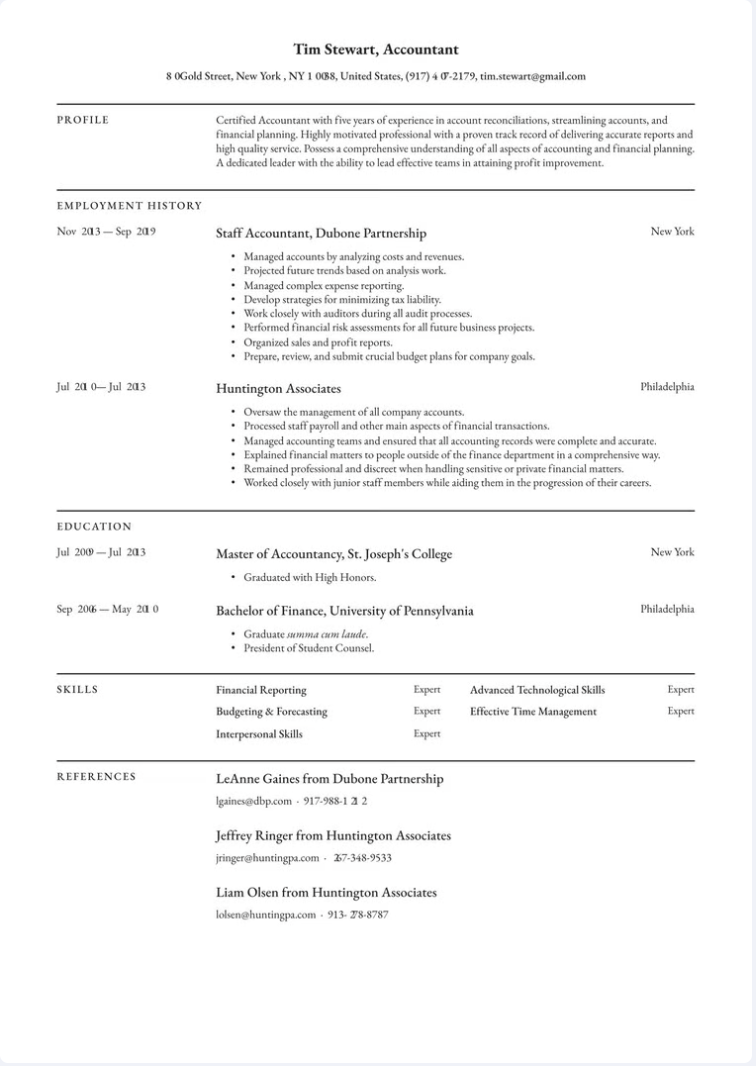 Tim Stewart, Accountant
8 0Gold Street, New York , NY 1 0038, United States, (917) 4 07-2179, tim.stewart@gmail.com
PROFILE
Certified Accountant with five years of experience in account reconciliations, streamlining accounts, and
financial planning. Highly motivated professional with a proven track record of delivering accurate reports and
high quality service. Possess a comprehensive understanding of all aspects of accounting and financial planning.
A dedicated leader with the ability to lead effective teams in attaining profit improvement.
EMPLOYMENT HISTORY
Nov 2013 — Sep 2019 Staff Accountant, Dubone Partnership New York
• Managed accounts by analyzing costs and revenues.
• Projected future trends based on analysis work.
• Managed complex expense reporting.
• Develop strategies for minimizing tax liability.
• Work closely with auditors during all audit processes.
• Performed financial risk assessments for all future business projects.
• Organized sales and profit reports.
• Prepare, review, and submit crucial budget plans for company goals.
Jul 201 0— Jul 2013 Huntington Associates Philadelphia
• Oversaw the management of all company accounts.
• Processed staff payroll and other main aspects of financial transactions.
• Managed accounting teams and ensured that all accounting records were complete and accurate.
• Explained financial matters to people outside of the finance department in a comprehensive way.
• Remained professional and discreet when handling sensitive or private financial matters.
• Worked closely with junior staff members while aiding them in the progression of their careers.
EDUCATION
Jul 2009 — Jul 2013 Master of Accountancy, St. Joseph's College New York
• Graduated with High Honors.
Sep 2006 — May 201 0 Bachelor of Finance, University of Pennsylvania Philadelphia
• Graduate summa cum laude.
• President of Student Counsel.
SKILLS
Financial Reporting Expert Advanced Technological Skills Expert
Budgeting & Forecasting Expert Effective Time Management Expert
Interpersonal Skills Expert
REFERENCES
LeAnne Gaines from Dubone Partnership
lgaines@dbp.com · 917-988-1 21 2
Jeffrey Ringer from Huntington Associates
jringer@huntingpa.com · 267-348-9533
Liam Olsen from Huntington Associates
lolsen@huntingpa.com · 913- 278-8787